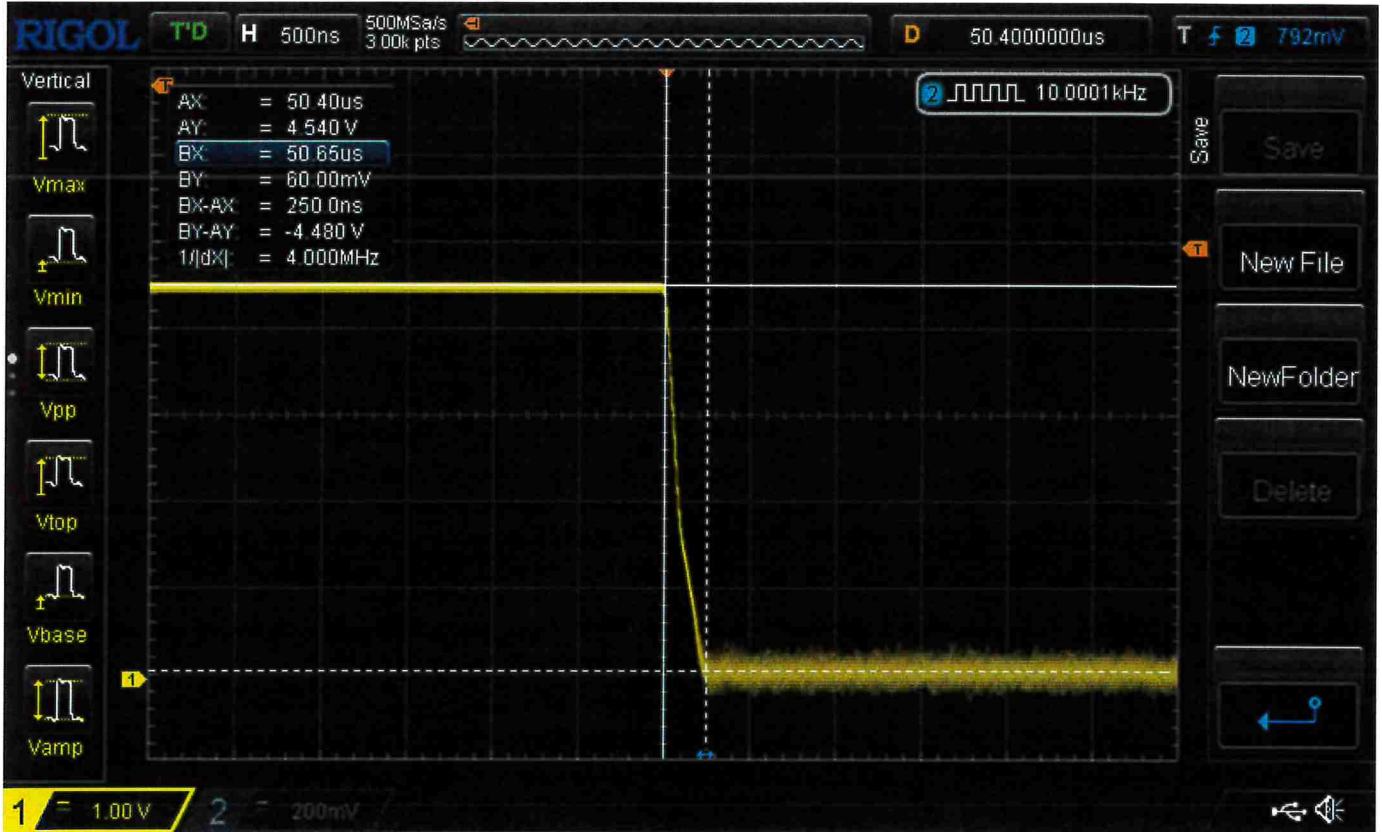 RIGOL T'D H 500ns 500MSa/s 3.00k pts D 50.4000000us T 2 792mV
Vertical
Vmax
Vmin
Vpp
Vtop
Vbase
Vamp
T
AX: = 50.40us
AY: = 4.540 V
BX: = 50.65us
BY: = 60.00mV
BX-AX: = 250.0ns
BY-AY: = -4.480 V
1/|dX|: = 4.000MHz
2 10.0001kHz
T
1
Save
Save
New File
NewFolder
Delete
1 = 1.00 V 2 = 200mV